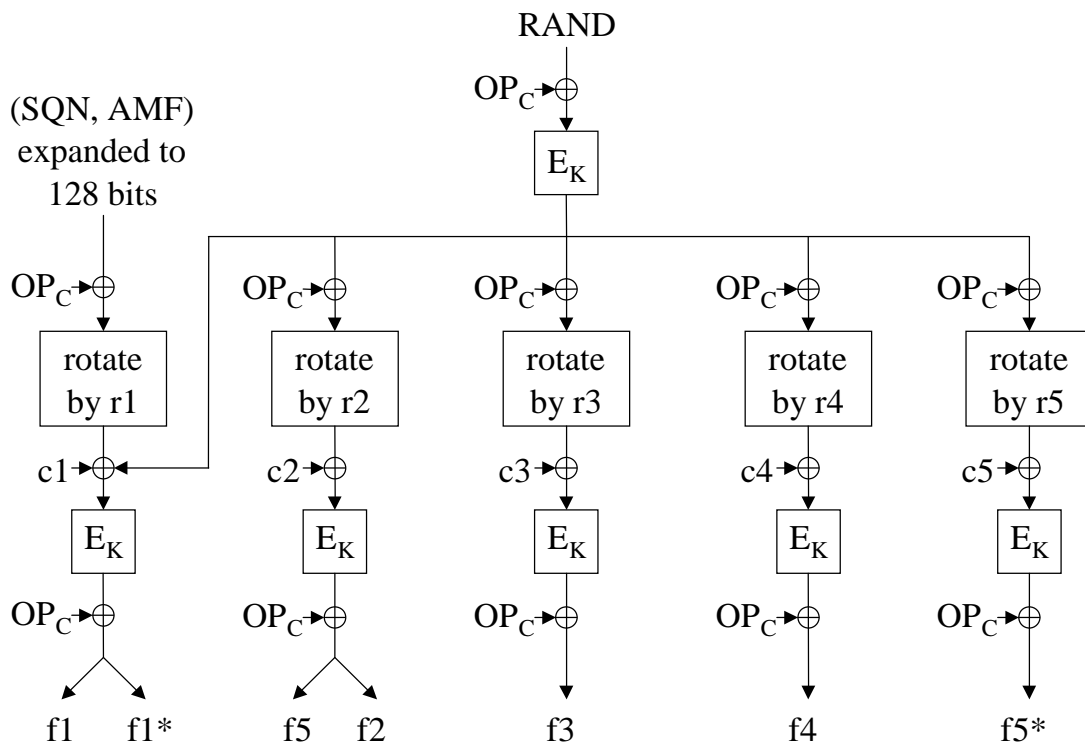 RAND
OP_C
(SQN, AMF)
expanded to
128 bits
E_K
OP_C OP_C OP_C OP_C OP_C
rotate rotate rotate rotate rotate
by r1 by r2 by r3 by r4 by r5
c1 c2 c3 c4 c5
E_K E_K E_K E_K E_K
OP_C OP_C OP_C OP_C OP_C
f1 f1* f5 f2 f3 f4 f5*